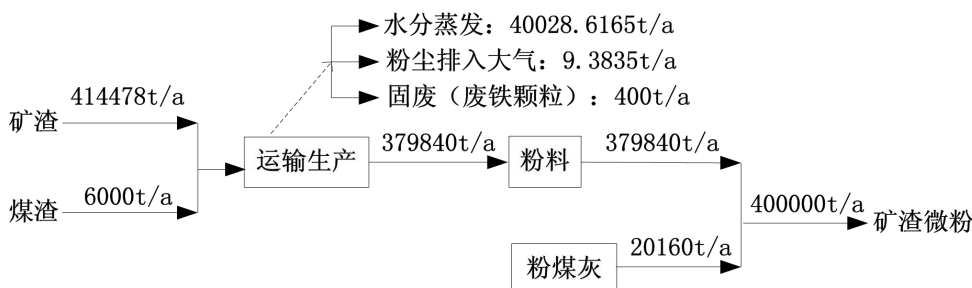 水分蒸发：40028.6165t/a
粉尘排入大气：9.3835t/a
固废（废铁颗粒）：400t/a
矿渣
414478t/a
运输生产
379840t/a
粉料
379840t/a
煤渣
6000t/a
400000t/a
矿渣微粉
粉煤灰
20160t/a